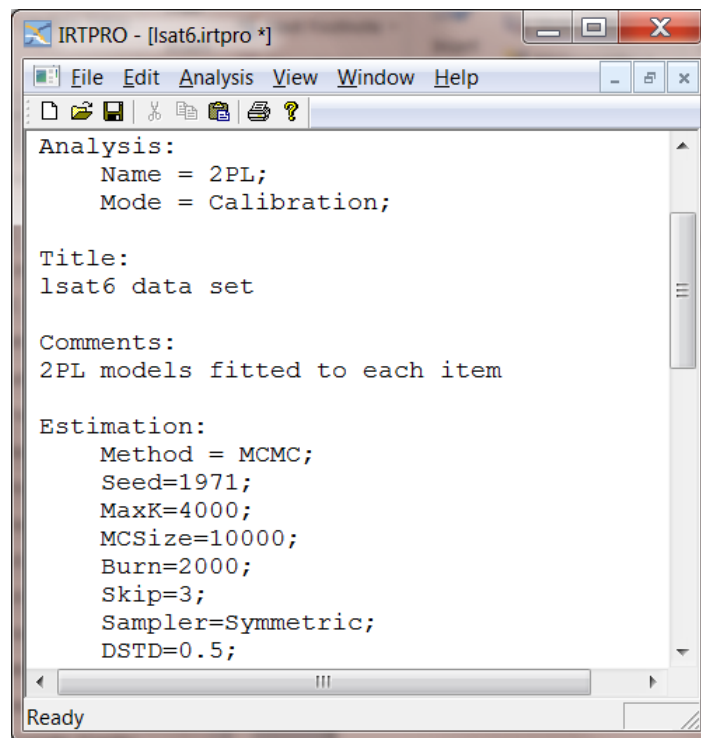 IRTPRO - [lsat6.irtpro *]
File Edit Analysis View Window Help
Analysis:
Name = 2PL;
Mode = Calibration;
Title:
lsat6 data set
Comments:
2PL models fitted to each item
Estimation:
Method = MCMC;
Seed=1971;
MaxK=4000;
MCSize=10000;
Burn=2000;
Skip=3;
Sampler=Symmetric;
DSTD=0.5;
Ready